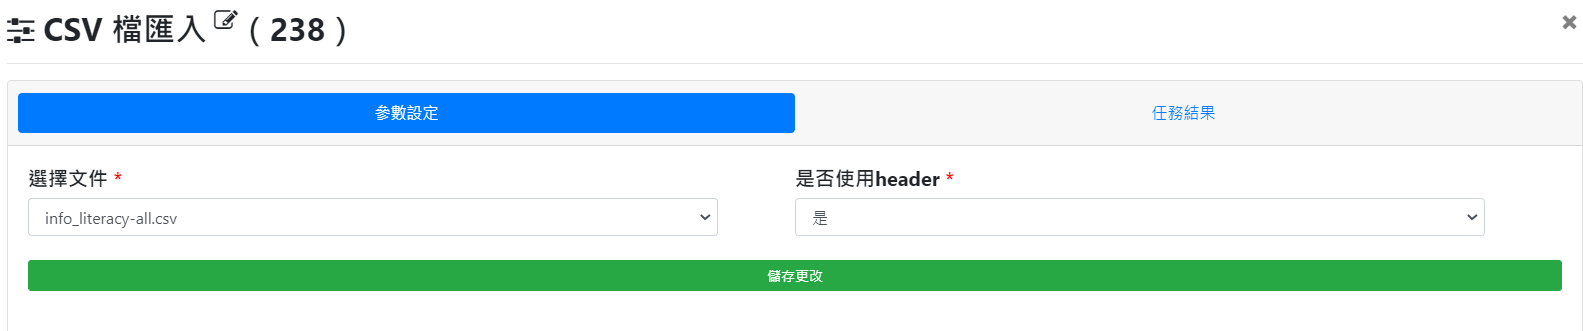 CSV 檔匯入 ( 238 )
參數設定
任務結果
選擇文件 *
是否使用header *
info_literacy-all.csv
是
儲存更改